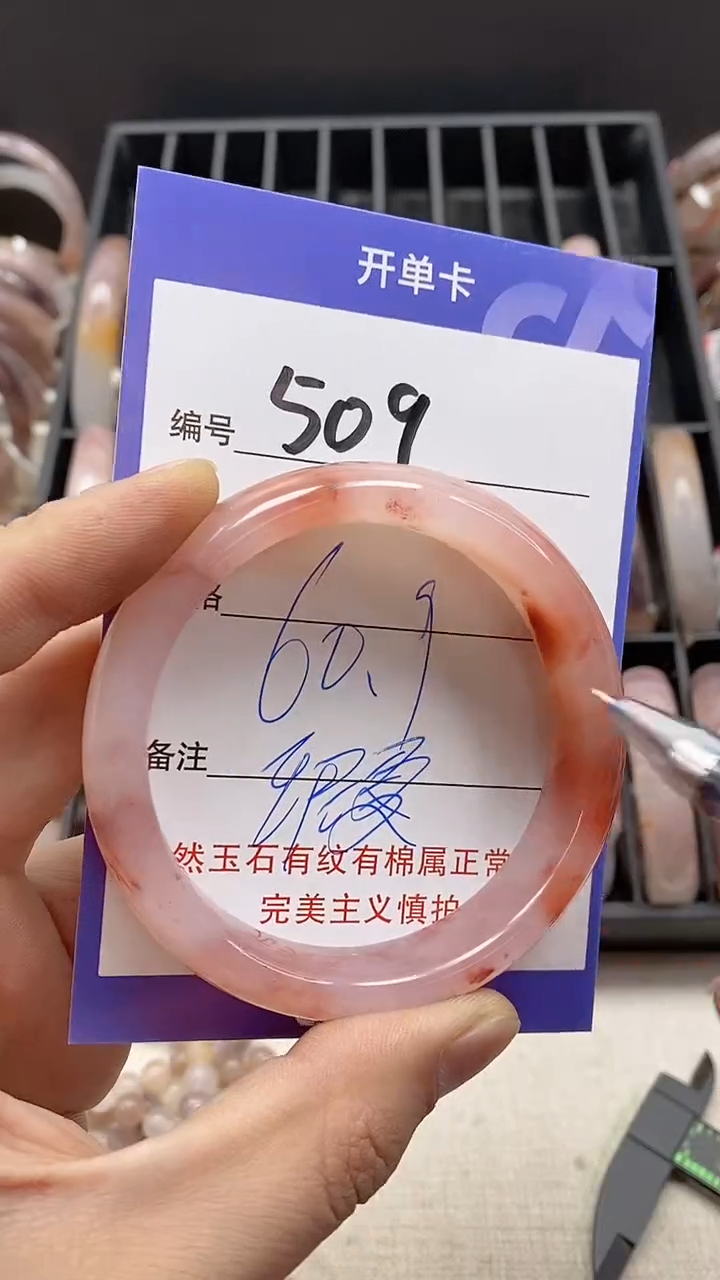 开单卡
编号 509
格 60.9
备注
然玉石有纹有棉属正常
完美主义慎拍